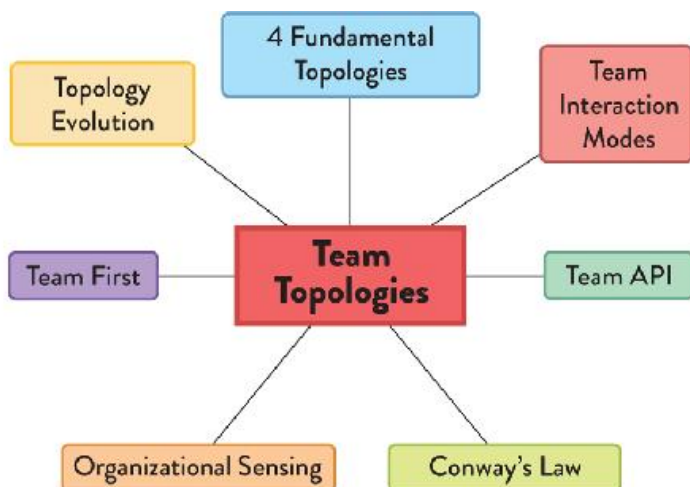 4 Fundamental
Topologies
Topology
Evolution
Team
Interaction
Modes
Team First
Team
Topologies
Team API
Organizational Sensing
Conway's Law